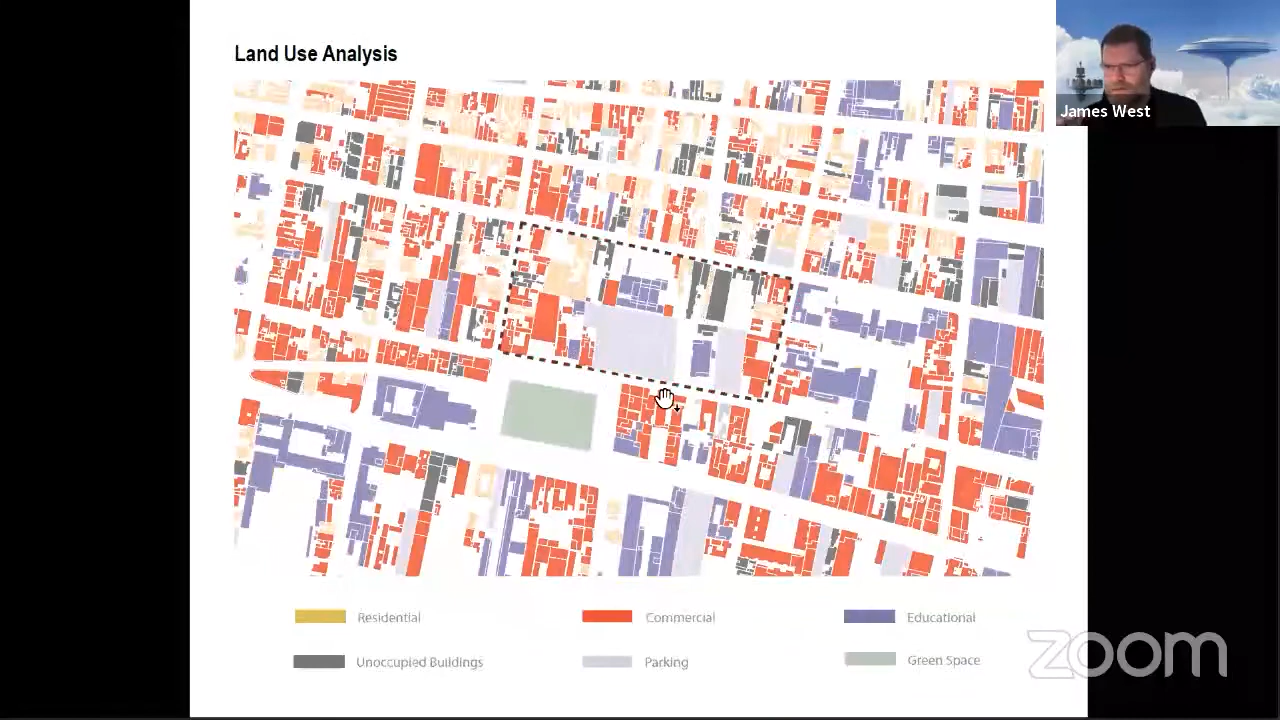 Land Use Analysis
James West
Residential
Commercial
Educational
Unoccupied Buildings
Parking
Green Space
zoom